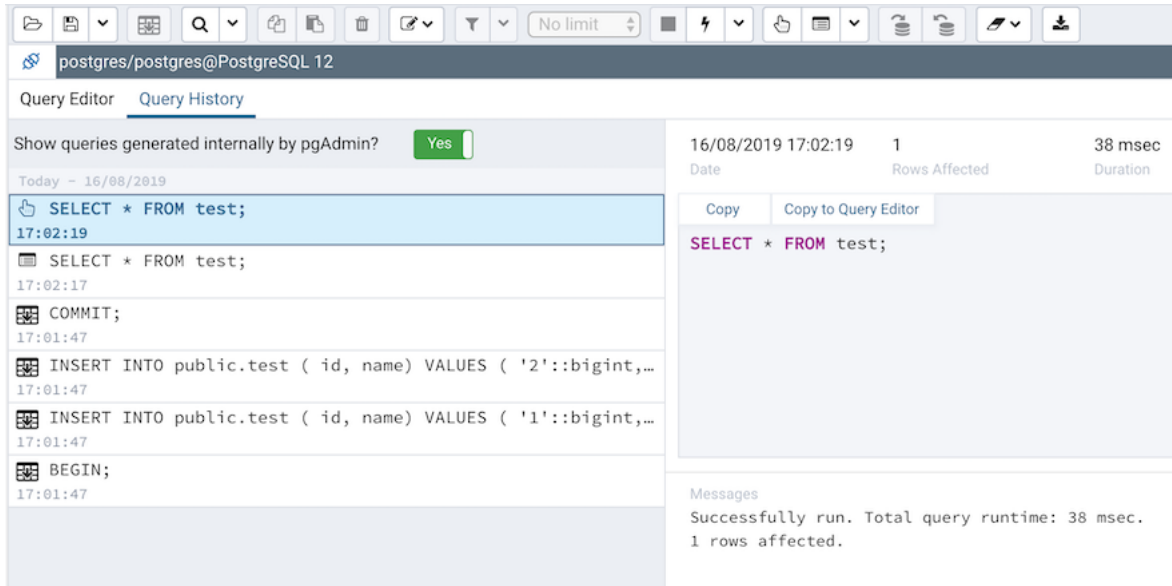 No limit
postgres/postgres@PostgreSQL 12
Query Editor Query History
Show queries generated internally by pgAdmin? Yes
Today - 16/08/2019
SELECT * FROM test;
17:02:19
SELECT * FROM test;
17:02:17
COMMIT;
17:01:47
INSERT INTO public.test ( id, name) VALUES ( '2'::bigint,…
17:01:47
INSERT INTO public.test ( id, name) VALUES ( '1'::bigint,…
17:01:47
BEGIN;
17:01:47
16/08/2019 17:02:19 1 38 msec
Date Rows Affected Duration
Copy Copy to Query Editor
SELECT * FROM test;
Messages
Successfully run. Total query runtime: 38 msec.
1 rows affected.